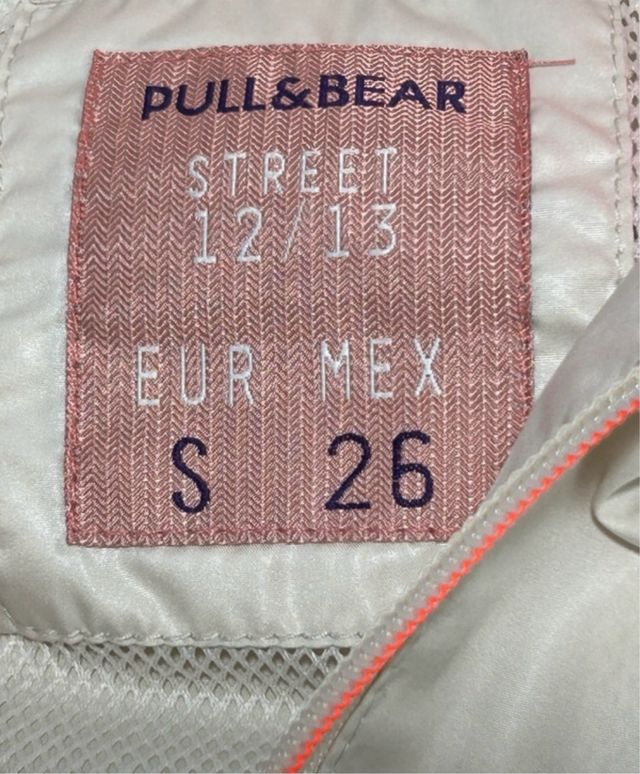 PULL&BEAR
STREET
12/13
EUR MEX
S 26